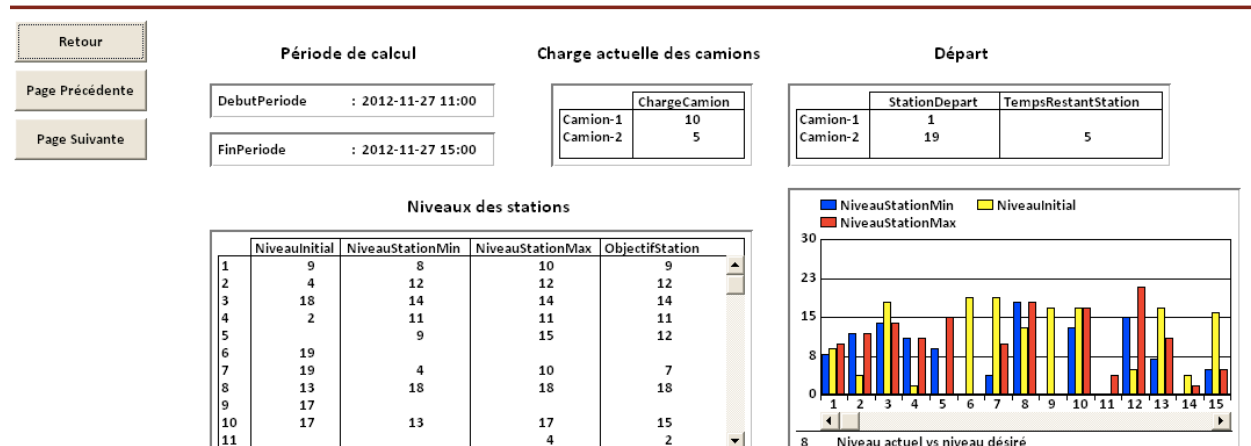 Retour
Page Précédente
Page Suivante
Période de calcul
DebutPeriode : 2012-11-27 11:00
FinPeriode : 2012-11-27 15:00
Charge actuelle des camions
ChargeCamion
Camion-1 10
Camion-2 5
Départ
StationDepart TempsRestantStation
Camion-1 1
Camion-2 19 5
Niveaux des stations
NiveauInitial NiveauStationMin NiveauStationMax ObjectifStation
1 9 8 10 9
2 4 12 12 12
3 18 14 14 14
4 2 11 11 11
5 9 15 12
6 19
7 19 4 10 7
8 13 18 18 18
9 17
10 17 13 17 15
11 4 2
NiveauStationMin NiveauInitial
NiveauStationMax
30
23
15
8
0
1 2 3 4 5 6 7 8 9 10 11 12 13 14 15
8 Niveau actuel vs niveau désiré